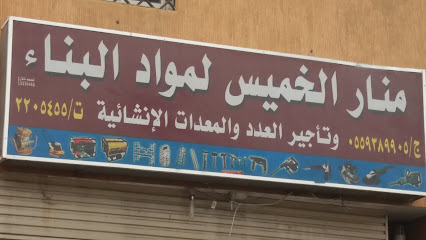 منار الخميس لمواد البناء
وتأجير العدد والمعدات الإنشائية
ج/٠٥٥٩٣٨٩٩٠٥ ت/٢٢٠٥٤٥٥